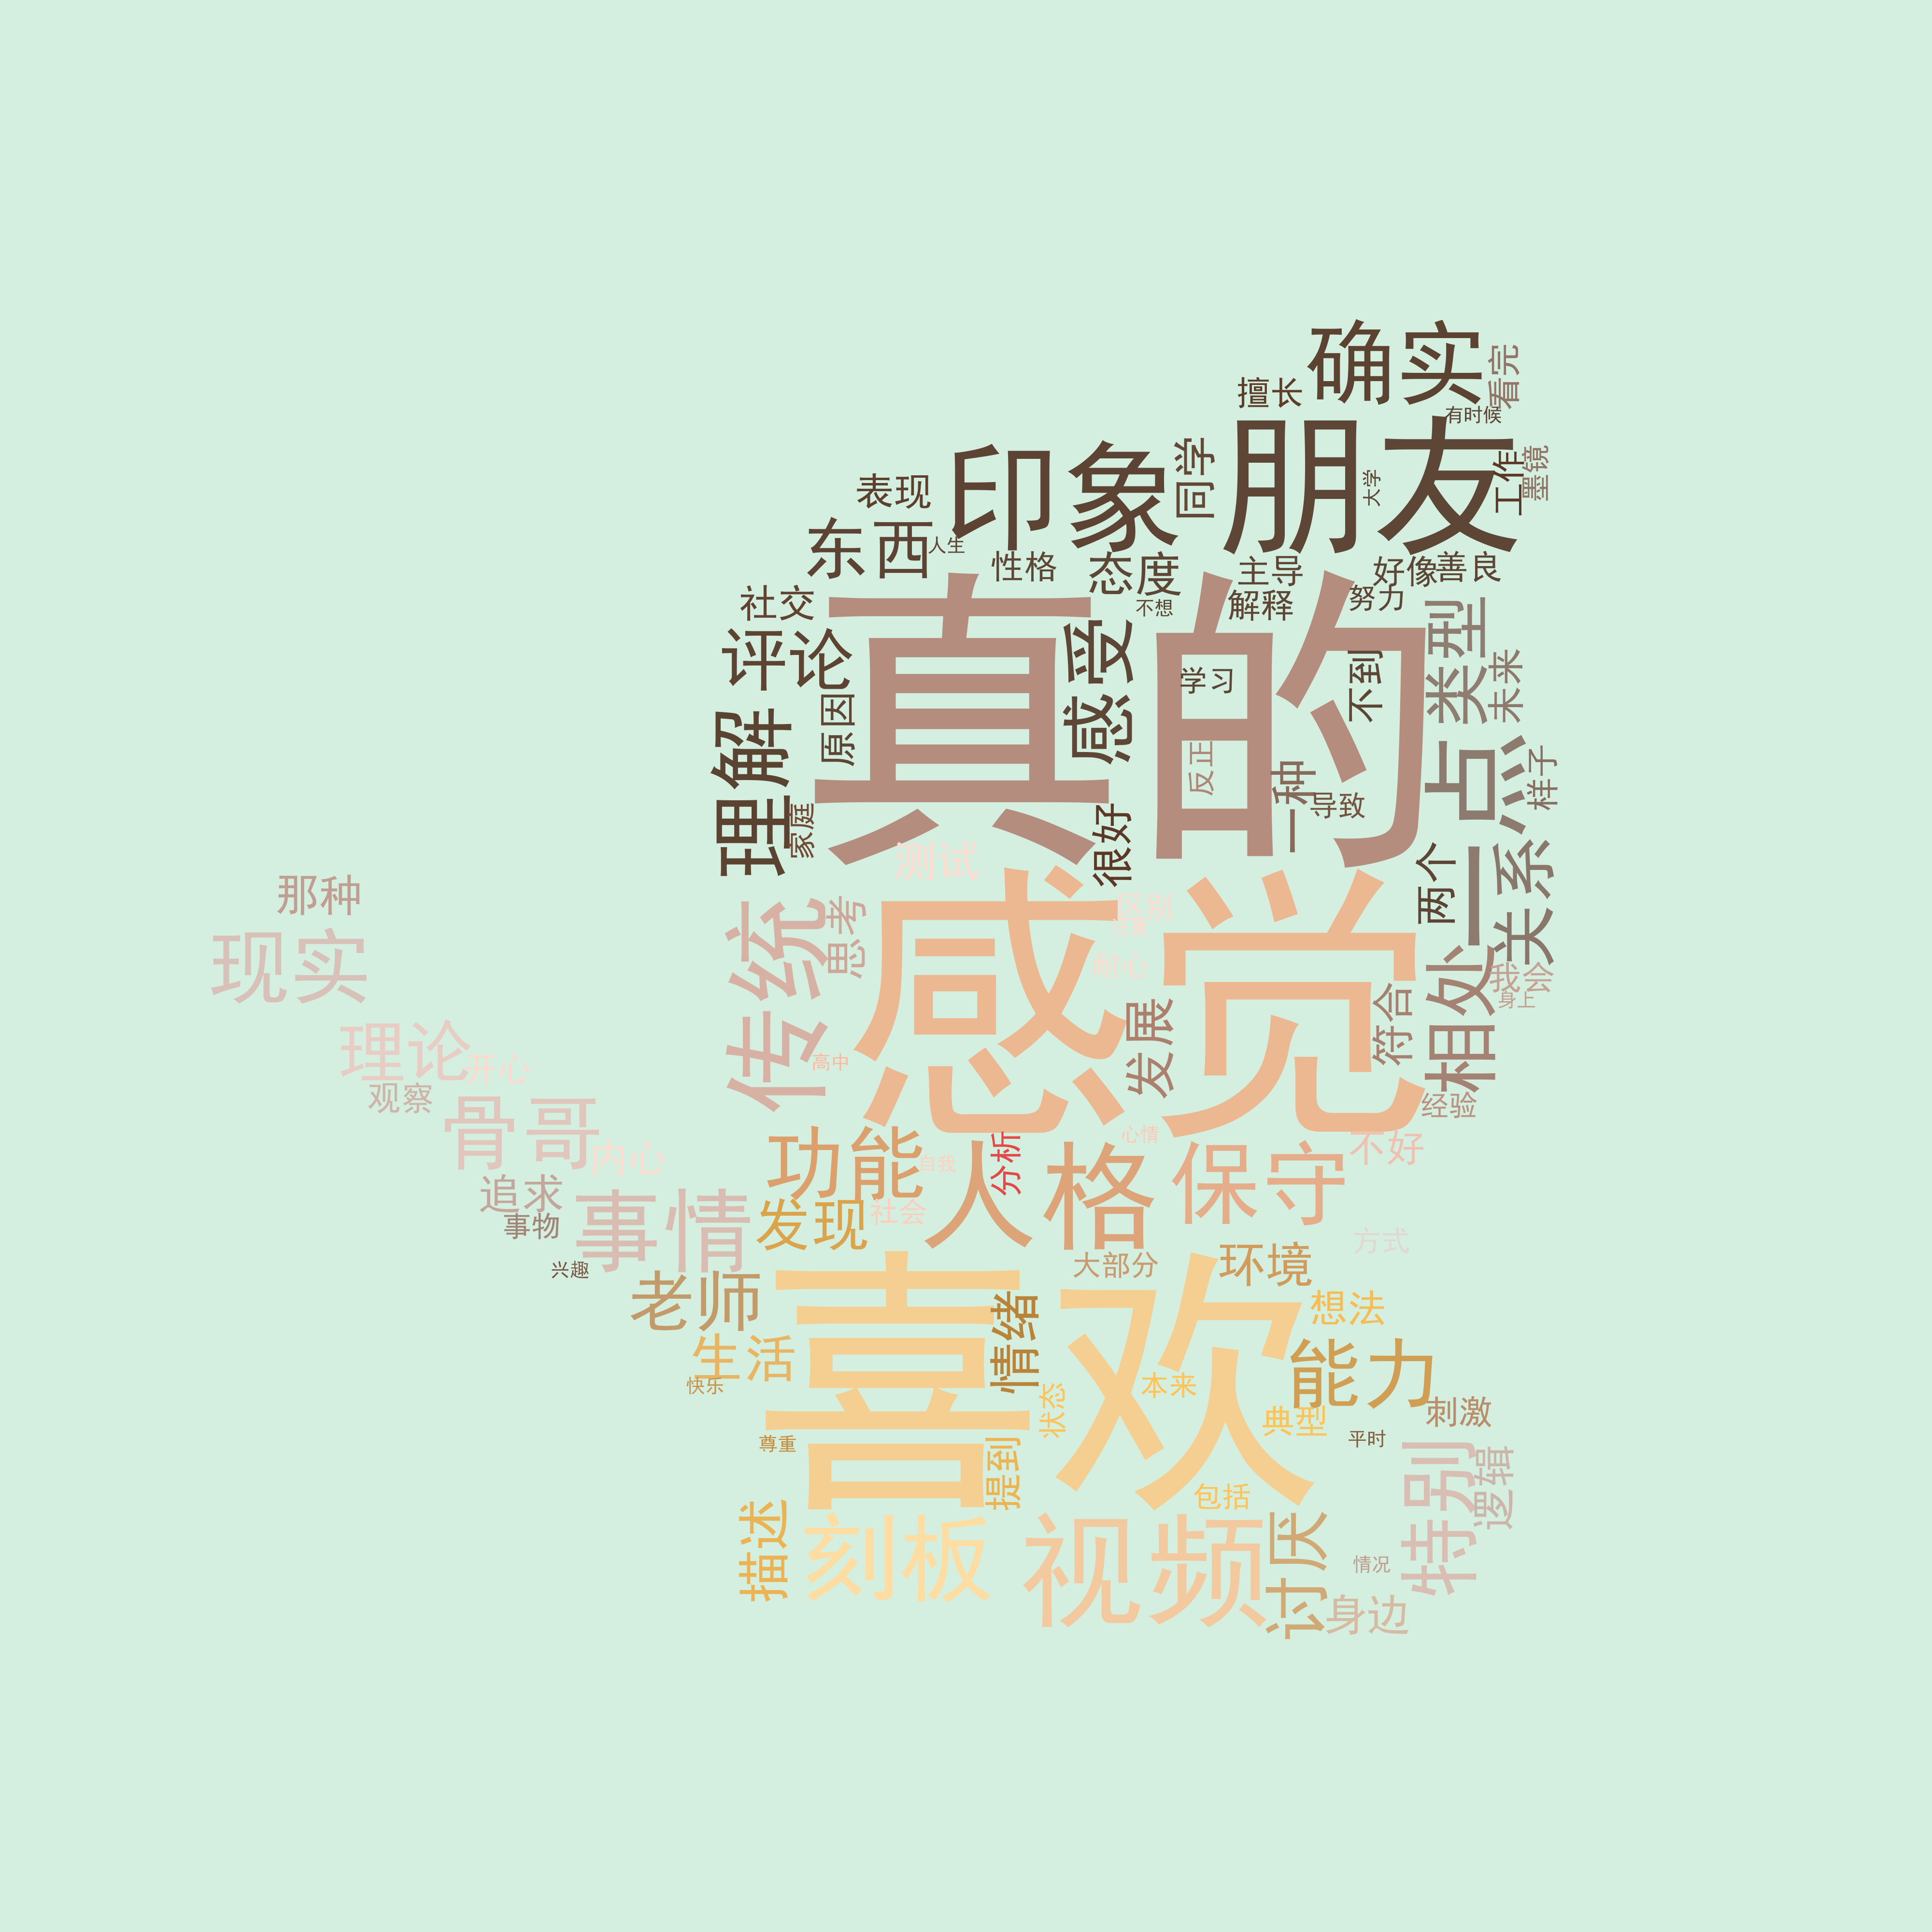 确实
看完
擅长
有时候
朋友
印象
同学
大学
工作
墨镜
表现
东西
人生
性格
态度
主导
好像
善良
社交
不想
解释
努力
真的
评论
感受
学习
不到
类型
未来
理解
原因
反正
一种
导致
一点
样子
家庭
很好
测试
两个
关系
那种
现实
传统
思考
感觉
区别
耐心
相处
我会
身上
符合
发展
理论
开心
观察
高中
经验
骨哥
内心
功能
自我
分析
人格
心情
保守
不好
追求
事物
事情
发现
社会
方式
兴趣
老师
大部分
环境
喜欢
情绪
想法
生活
快乐
状态
本来
能力
典型
刺激
尊重
平时
提到
包括
特别
逻辑
描述
刻板
视频
讨厌
情况
身边